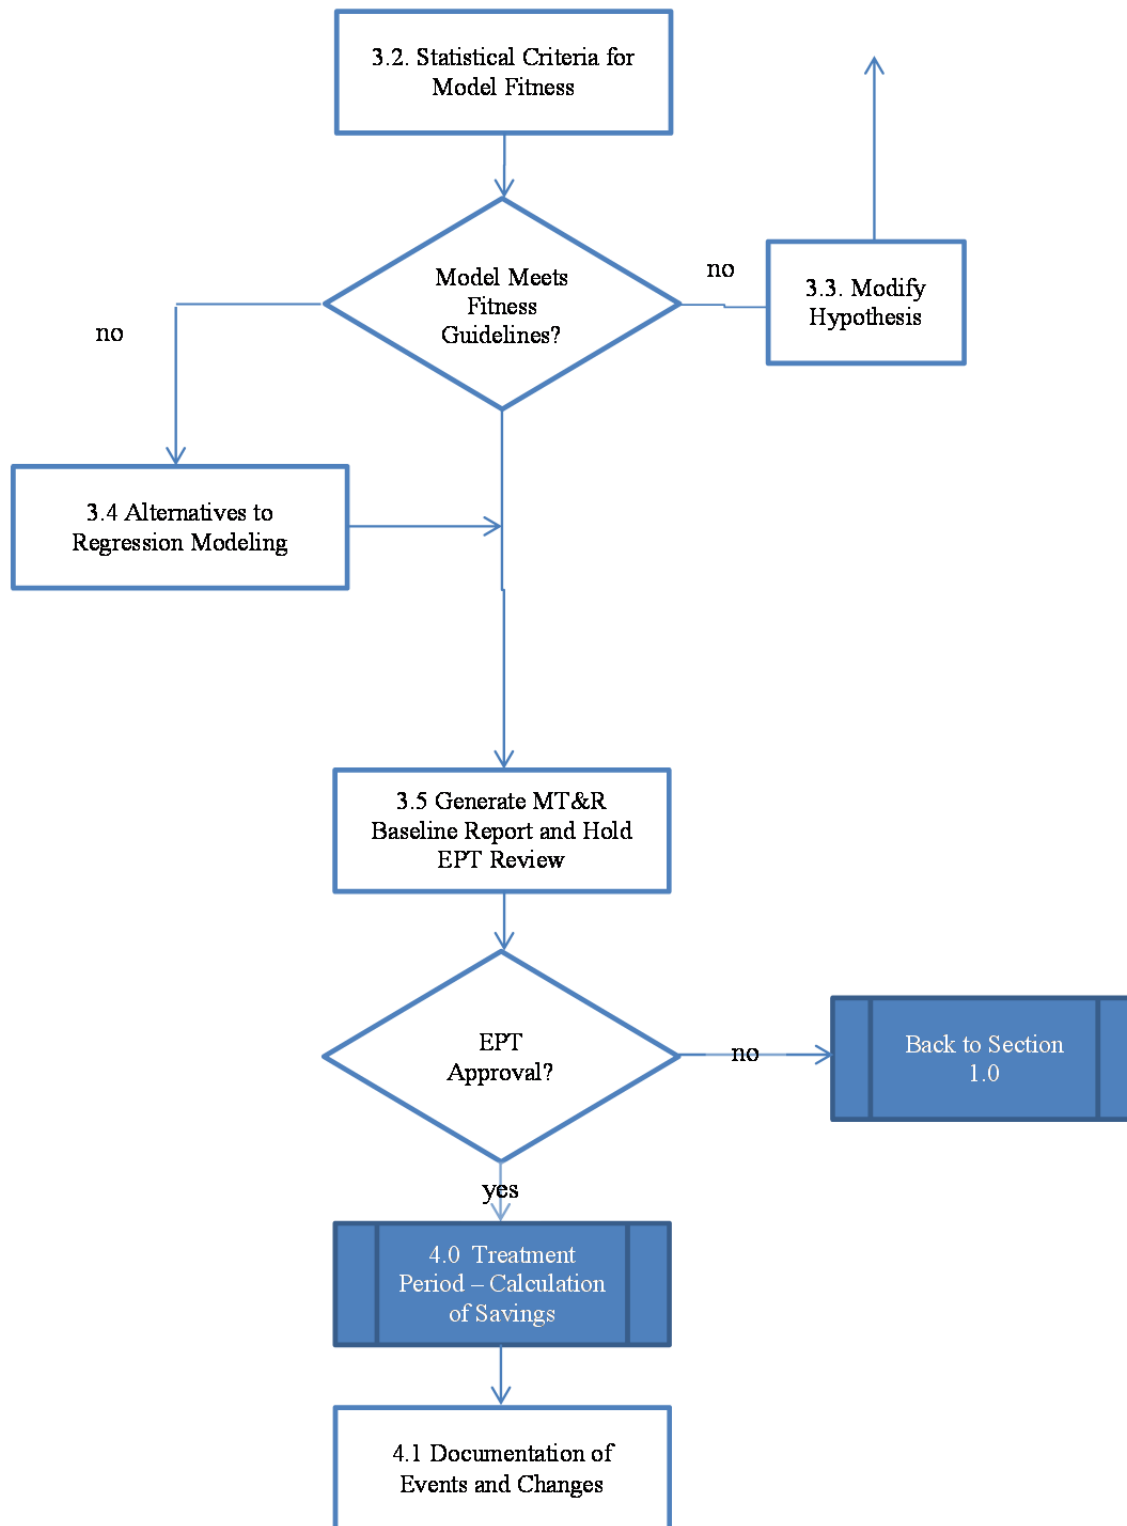 3.2. Statistical Criteria for
Model Fitness
Model Meets
Fitness
Guidelines?
no
3.3. Modify
Hypothesis
no
3.4 Alternatives to
Regression Modeling
3.5 Generate MT&R
Baseline Report and Hold
EPT Review
EPT
Approval?
no
Back to Section
1.0
yes
4.0 Treatment
Period – Calculation
of Savings
4.1 Documentation of
Events and Changes